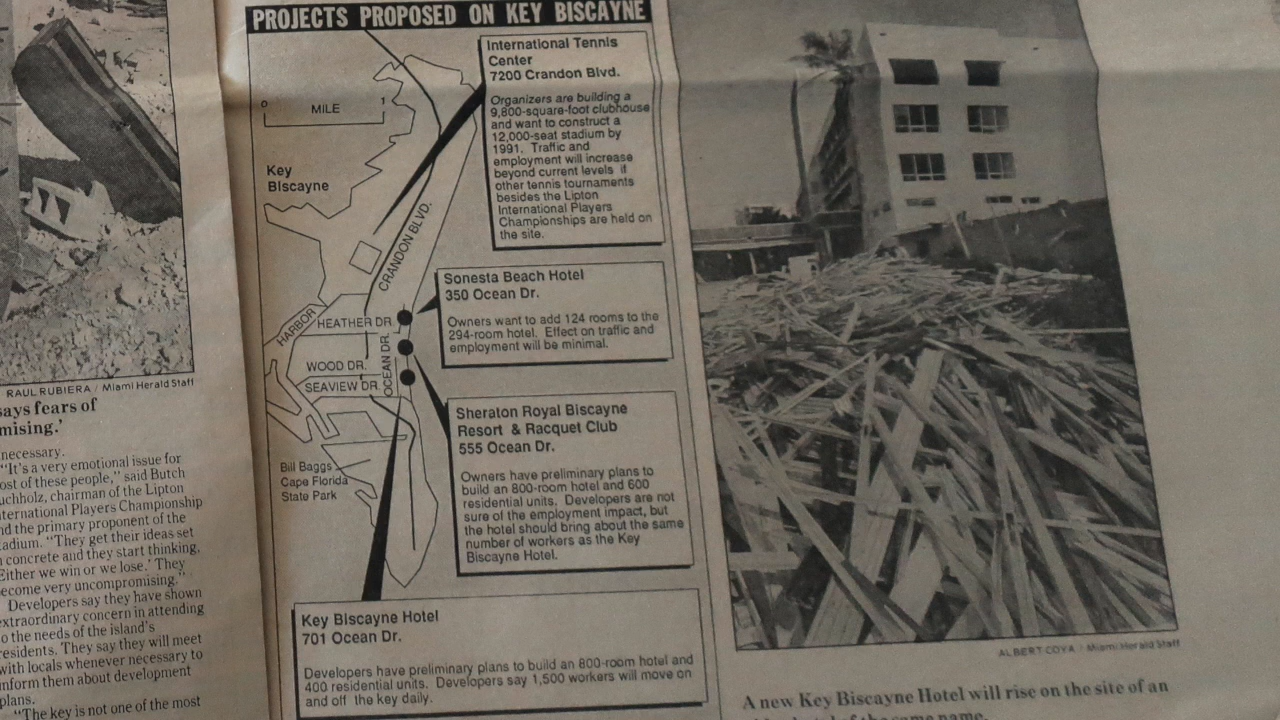 RAUL RUBIERA / Miami Herald Staff
says fears of
mising.'
necessary.
"It's a very emotional issue for
ost of these people," said Butch
uchholz, chairman of the Lipton
ternational Players Championship
nd the primary proponent of the
tadium. "They get their ideas set
n concrete and they start thinking,
Either we win or we lose.' They
ecome very uncompromising."
Developers say they have shown
extraordinary concern in attending
o the needs of the island's
residents. They say they will meet
with locals whenever necessary to
inform them about development
plans.
"The key is not one of the most
PROJECTS PROPOSED ON KEY BISCAYNE
0 MILE 1
Key
Biscayne
CRANDON BLVD.
HARBOR
HEATHER DR.
OCEAN DR.
WOOD DR.
SEAVIEW DR.
Bill Baggs
Cape Florida
State Park
International Tennis
Center
7200 Crandon Blvd.
Organizers are building a
9,800-square-foot clubhouse
and want to construct a
12,000-seat stadium by
1991. Traffic and
employment will increase
beyond current levels if
other tennis tournaments
besides the Lipton
International Players
Championships are held on
the site.
Sonesta Beach Hotel
350 Ocean Dr.
Owners want to add 124 rooms to the
294-room hotel. Effect on traffic and
employment will be minimal.
Sheraton Royal Biscayne
Resort & Racquet Club
555 Ocean Dr.
Owners have preliminary plans to
build an 800-room hotel and 600
residential units. Developers are not
sure of the employment impact, but
the hotel should bring about the same
number of workers as the Key
Biscayne Hotel.
Key Biscayne Hotel
701 Ocean Dr.
Developers have preliminary plans to build an 800-room hotel and
400 residential units. Developers say 1,500 workers will move on
and off the key daily.
ALBERT COYA / Miami Herald Staff
A new Key Biscayne Hotel will rise on the site of an
of the same name.